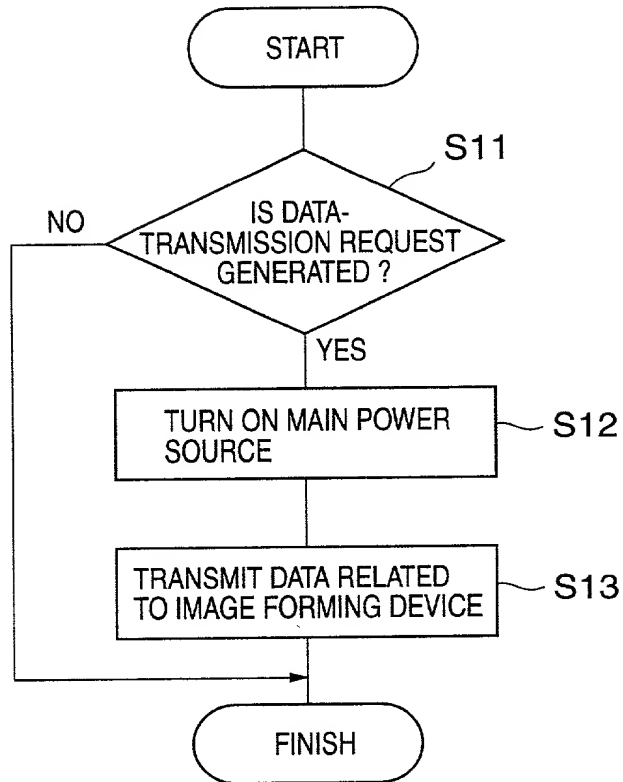 START
S11
IS DATA-
TRANSMISSION REQUEST
GENERATED ?
NO
YES
TURN ON MAIN POWER
SOURCE
S12
TRANSMIT DATA RELATED
TO IMAGE FORMING DEVICE
S13
FINISH